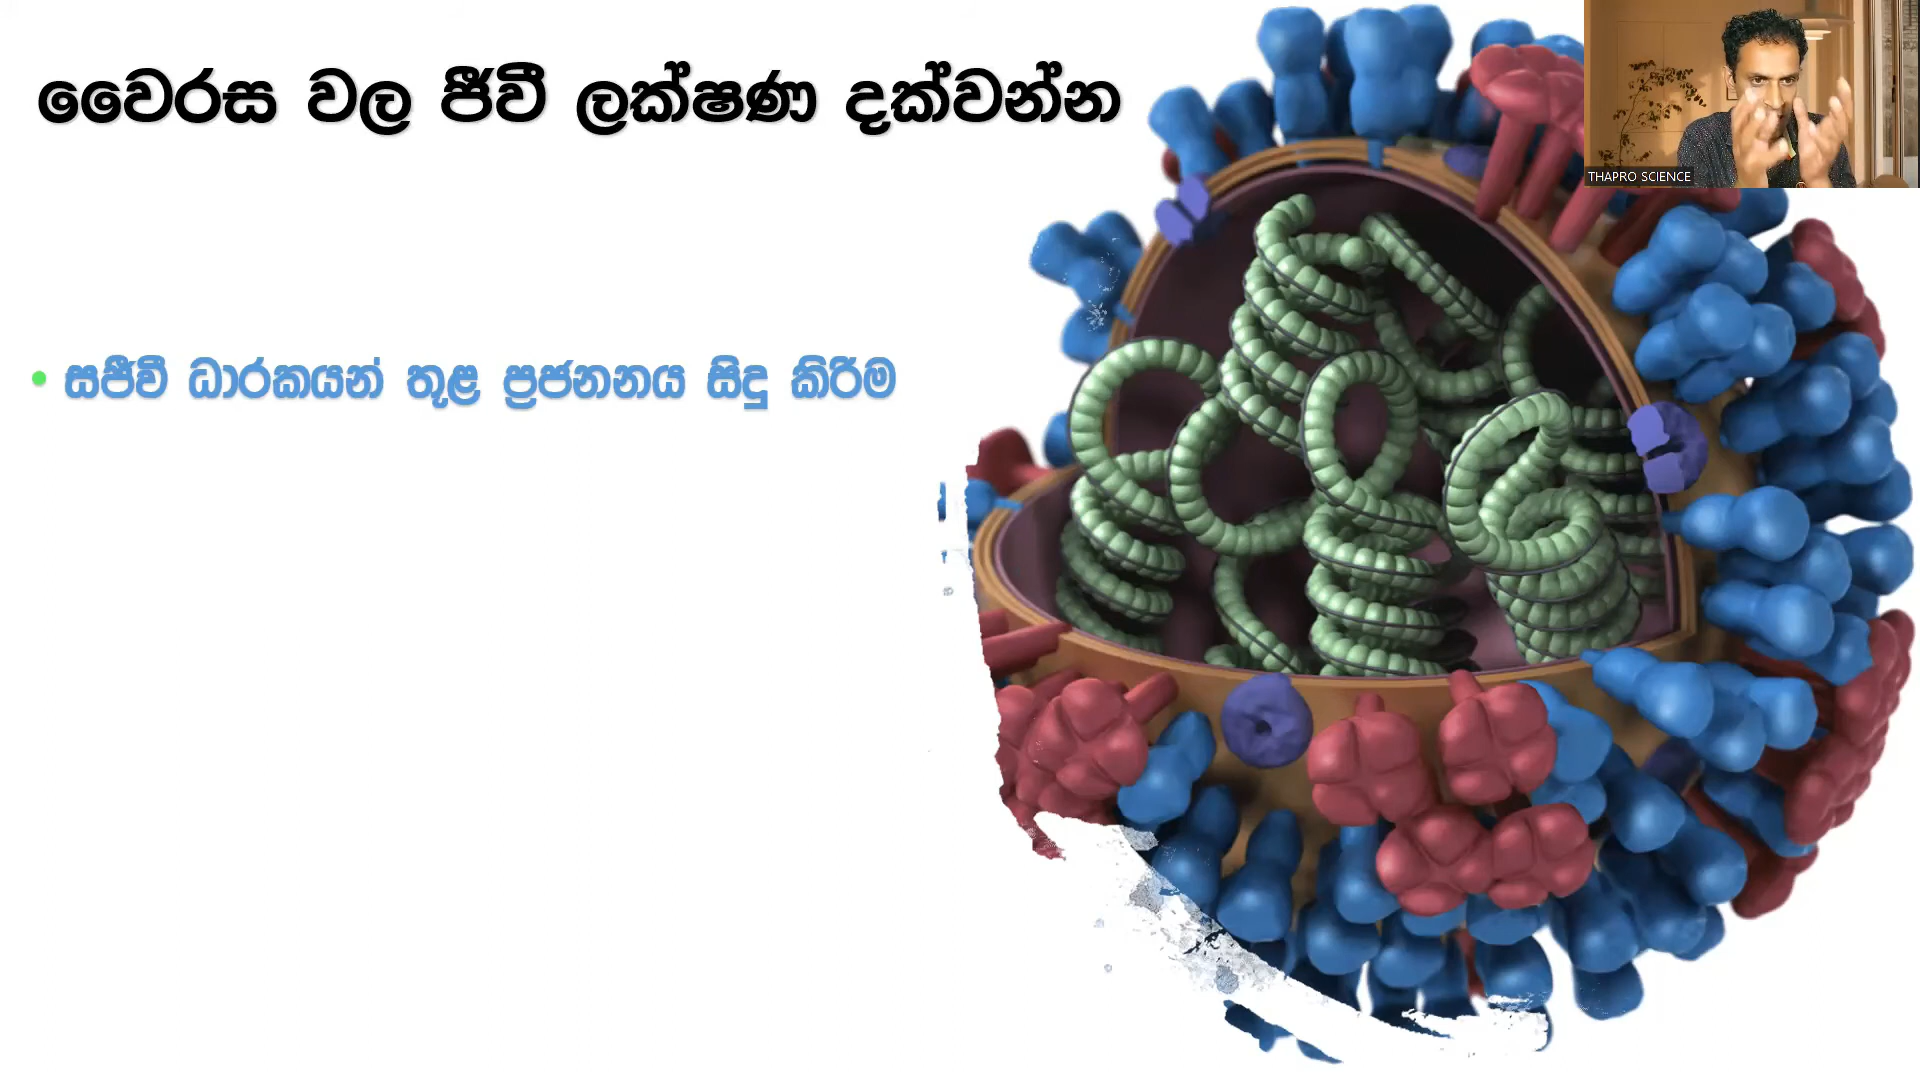 වෛරස වල ජීවී ලක්ෂණ දක්වන්න
THAPRO SCIENCE
• සජීවී ධාරකයන් තුළ ප්‍රජනනය සිදු කිරිම